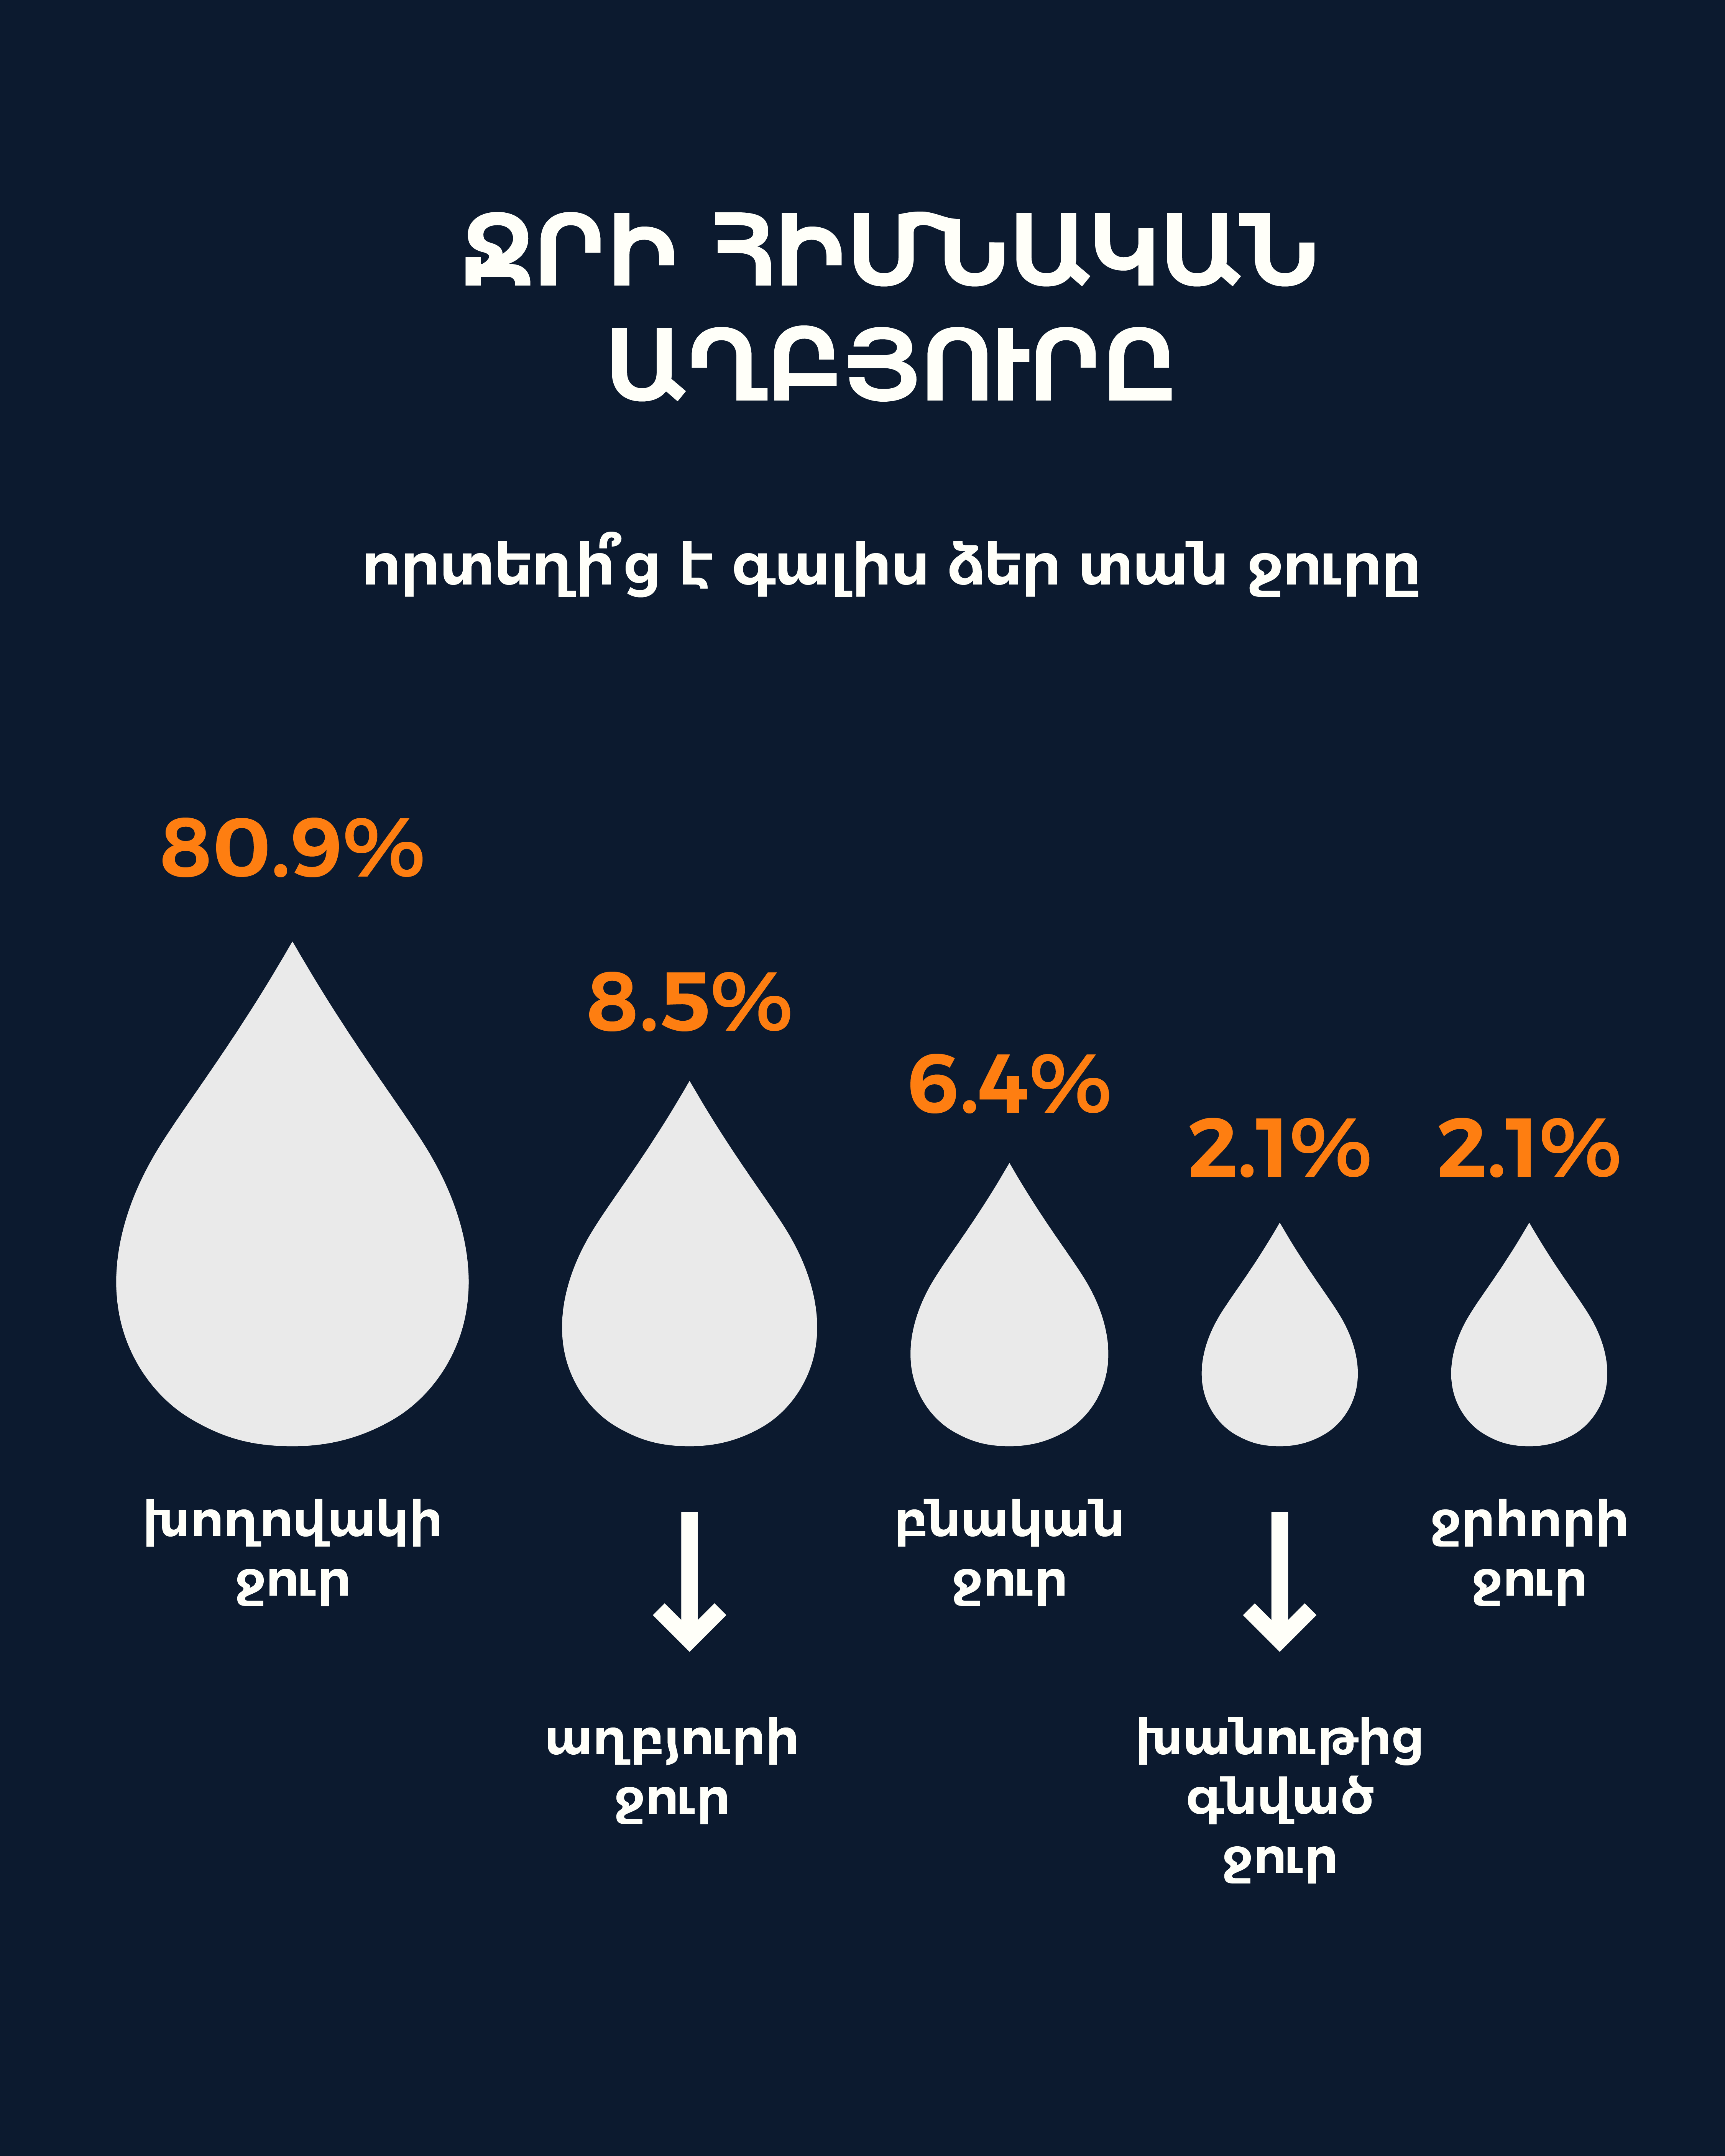 ՋՐԻ ՀԻՄՆԱԿԱՆ
ԱՂԲՅՈՒՐԸ
որտեղի՞ց է գալիս ձեր տան ջուրը
80.9%
8.5%
6.4%
2.1%
2.1%
խողովակի
ջուր
բնական
ջուր
ջրհորի
ջուր
աղբյուրի
ջուր
խանութից
գնված
ջուր